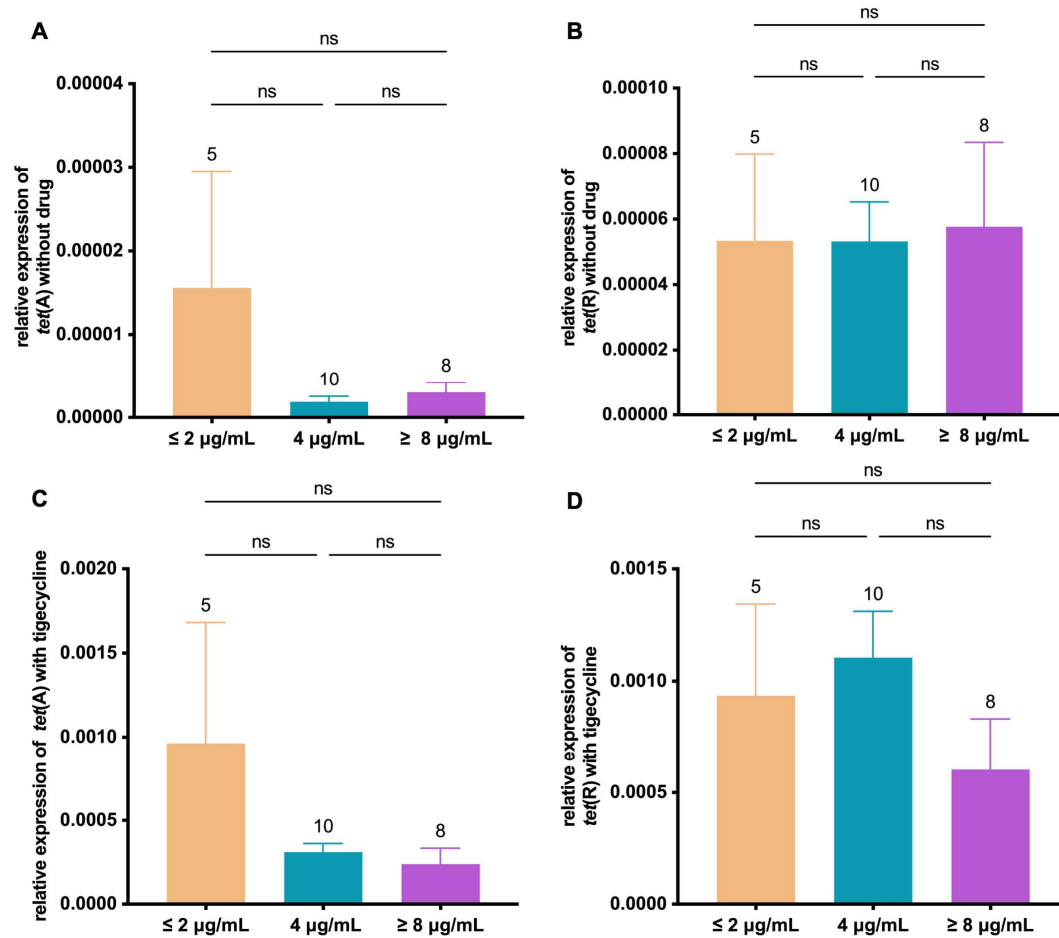 A
ns
ns
ns
0.00004
0.00003
0.00002
0.00001
0.00000
relative expression of
tet(A) without drug
5
10
8
≤ 2 µg/mL
4 µg/mL
≥ 8 µg/mL
B
ns
ns
ns
0.00010
0.00008
0.00006
0.00004
0.00002
0.00000
relative expression of
tet(R) without drug
5
10
8
≤ 2 µg/mL
4 µg/mL
≥ 8 µg/mL
C
ns
ns
ns
0.0020
0.0015
0.0010
0.0005
0.0000
relative expression of tet(A) with tigecycline
5
10
8
≤ 2 µg/mL
4 µg/mL
≥ 8 µg/mL
D
ns
ns
ns
0.0015
0.0010
0.0005
0.0000
relative expression of
tet(R) with tigecycline
5
10
8
≤ 2 µg/mL
4 µg/mL
≥ 8 µg/mL